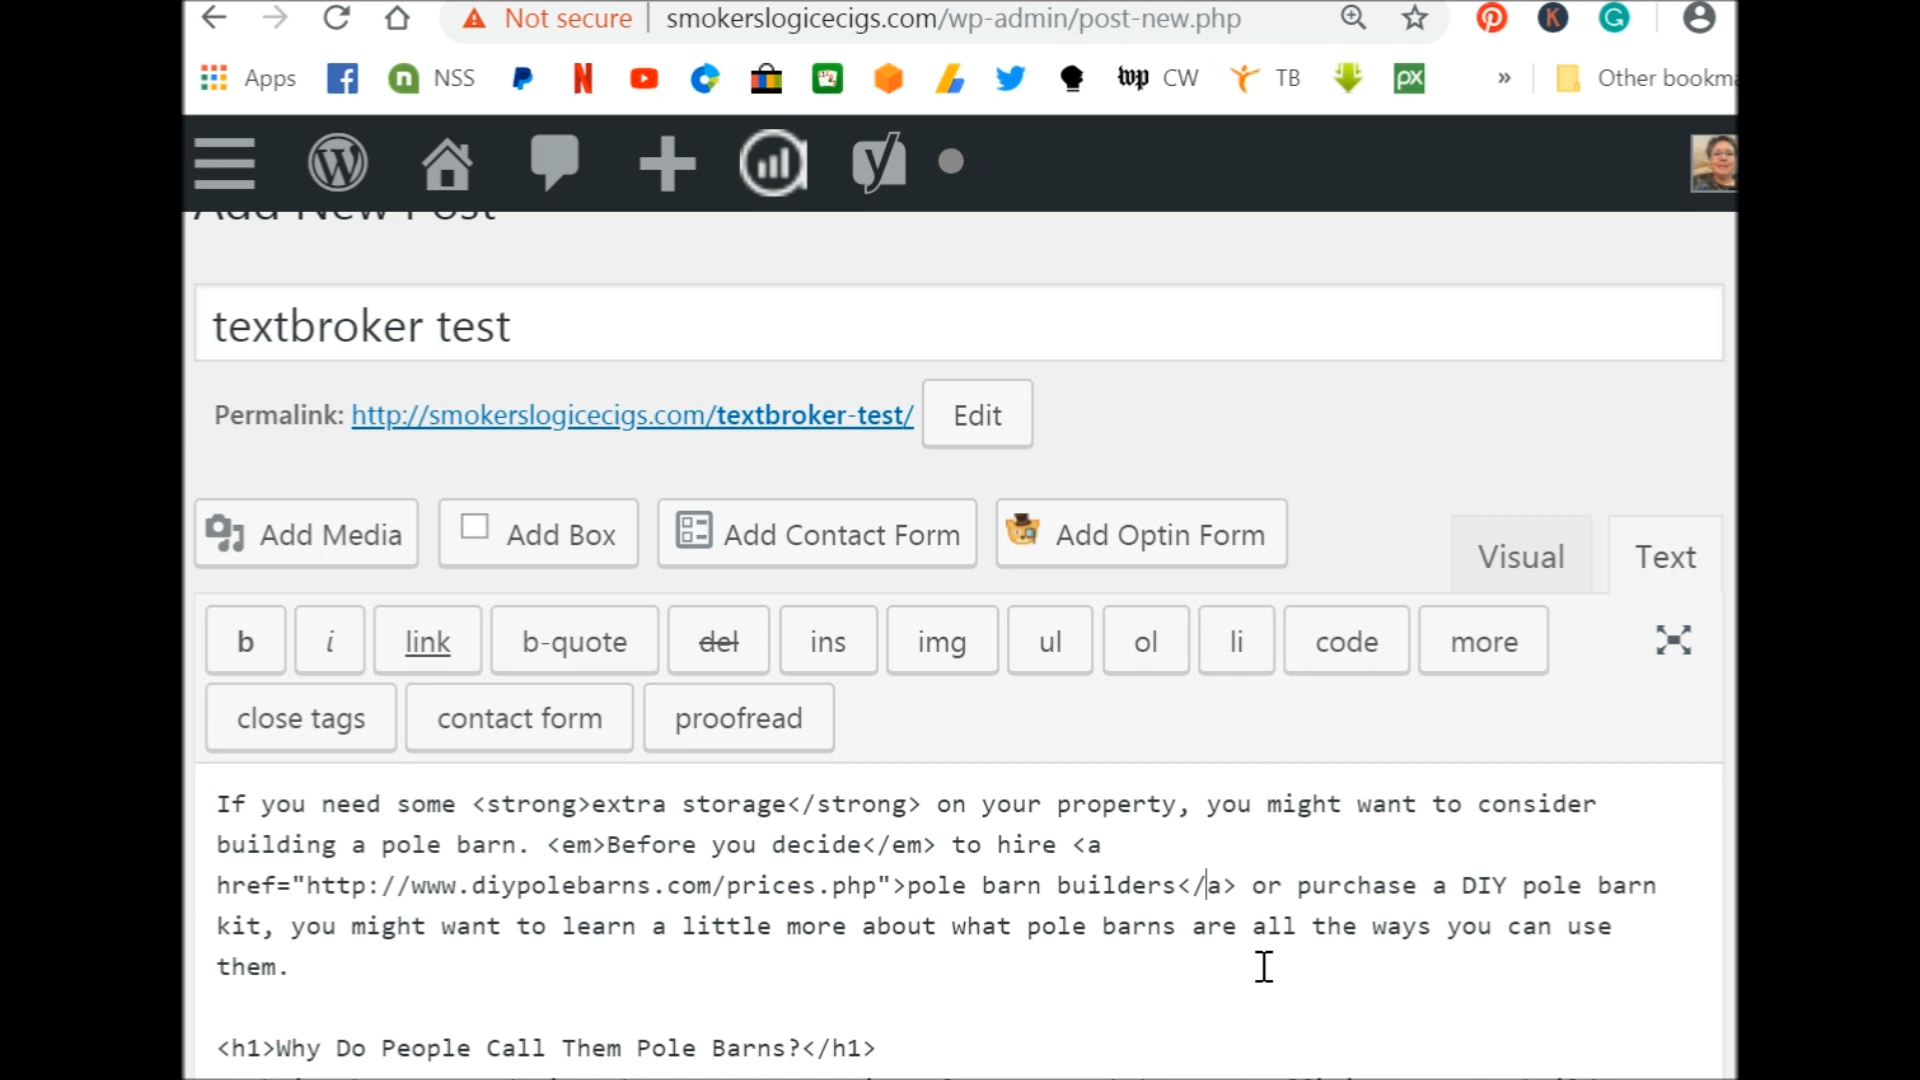 Not secure | smokerslogicecigs.com/wp-admin/post-new.php
Apps NSS CW TB » Other bookma
Add New Post
textbroker test
Permalink: http://smokerslogicecigs.com/textbroker-test/ Edit
Add Media Add Box Add Contact Form Add Optin Form Visual Text
b i link b-quote del ins img ul ol li code more
close tags contact form proofread
If you need some <strong>extra storage</strong> on your property, you might want to consider
building a pole barn. <em>Before you decide</em> to hire <a
href="http://www.diypolebarns.com/prices.php">pole barn builders</a> or purchase a DIY pole barn
kit, you might want to learn a little more about what pole barns are all the ways you can use
them.
<h1>Why Do People Call Them Pole Barns?</h1>